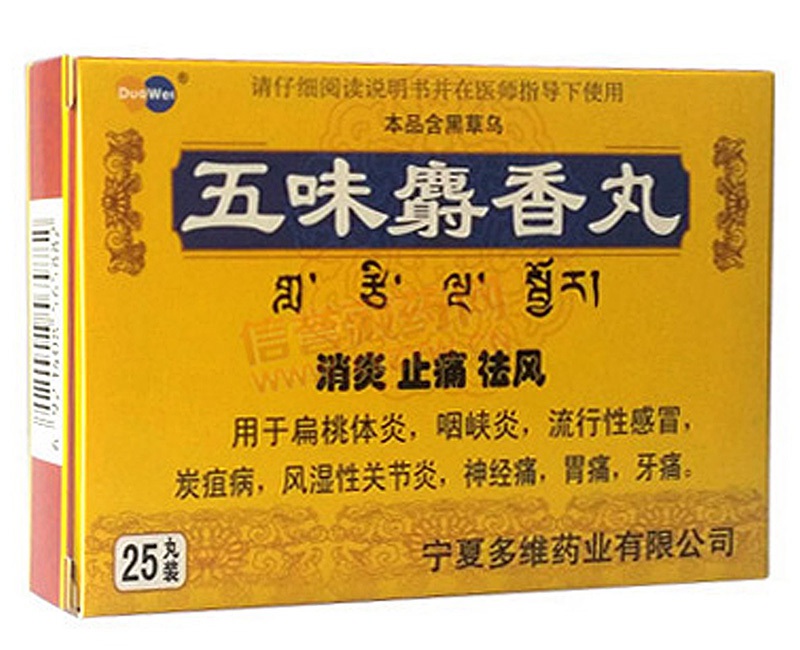 DuoWei®
请仔细阅读说明书并在医师指导下使用
本品含黑草乌
五味麝香丸
消炎 止痛 祛风
用于扁桃体炎，咽峡炎，流行性感冒，
炭疽病，风湿性关节炎，神经痛，胃痛，牙痛。
25丸装
宁夏多维药业有限公司